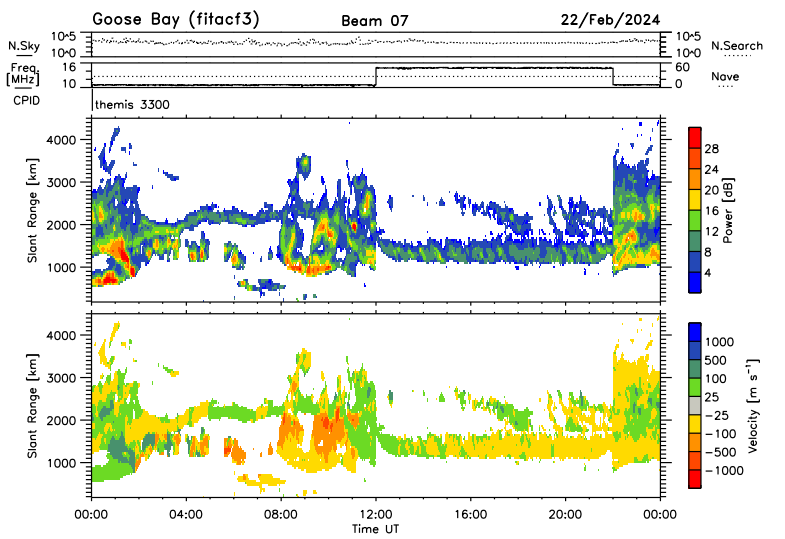 Goose Bay (fitacf3) Beam 07 22/Feb/2024
N.Sky 10^5 10^0 10^5 10^0 N.Search
Freq. [MHz] 16 10 60 0 Nave
CPID themis 3300
Slant Range [km] 4000 3000 2000 1000
Power [dB] 28 24 20 16 12 8 4
Slant Range [km] 4000 3000 2000 1000
Velocity [m s⁻¹] 1000 500 100 25 −25 −100 −500 −1000
00:00 04:00 08:00 12:00 16:00 20:00 00:00
Time UT